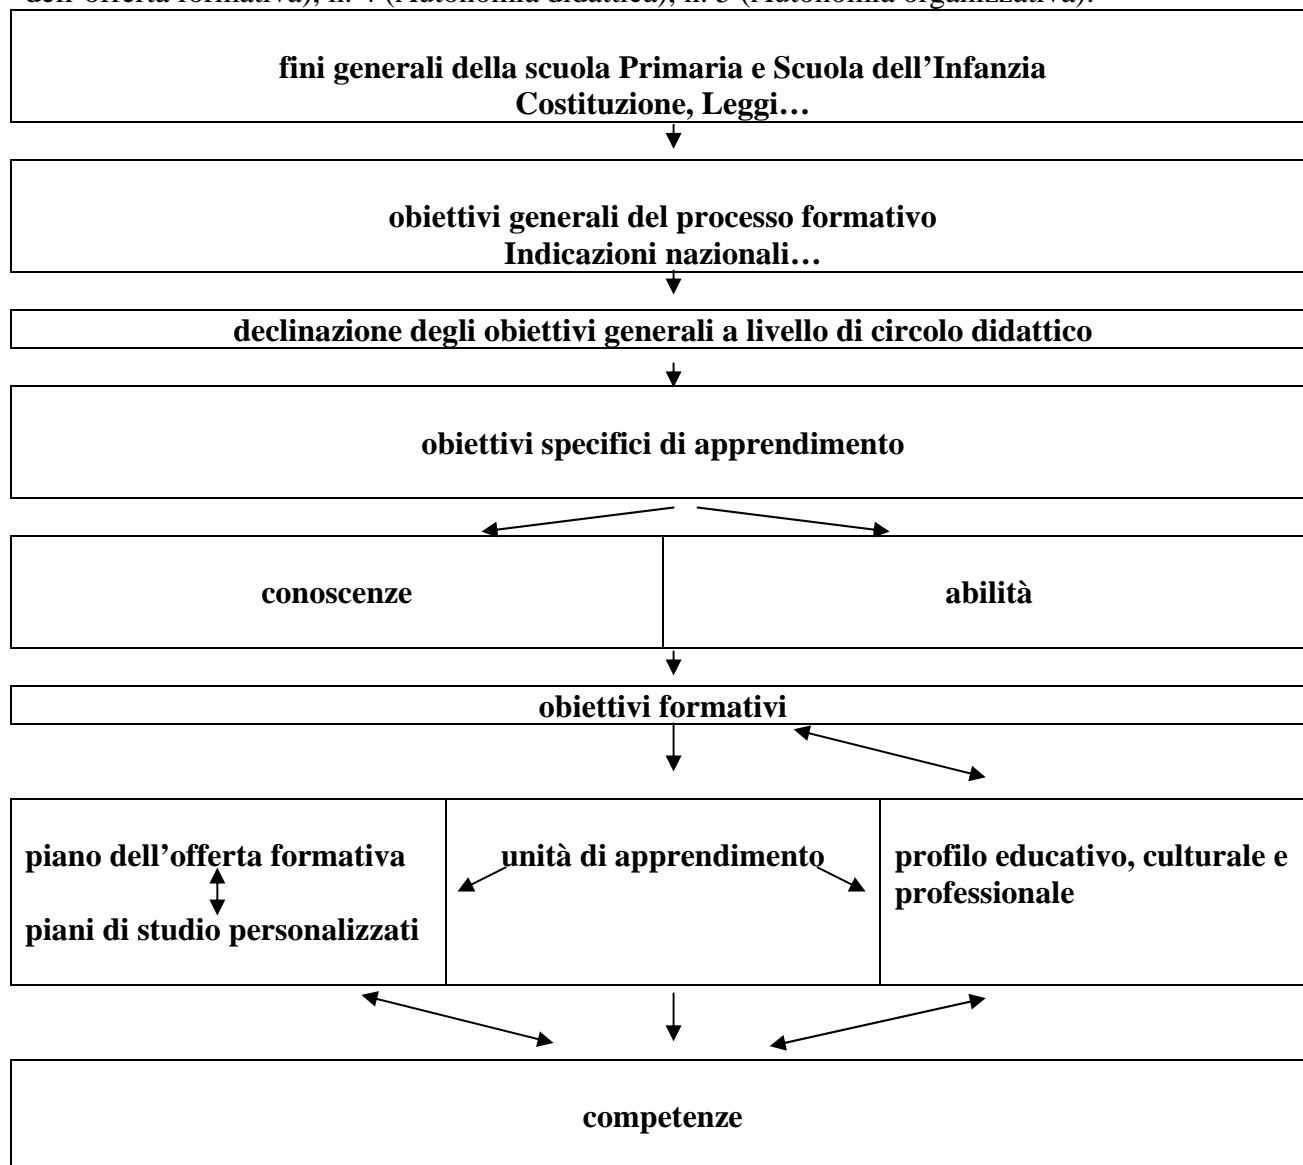 dell'offerta formativa), n. 4 (Autonomia didattica), n. 5 (Autonomia organizzativa).
fini generali della scuola Primaria e Scuola dell’Infanzia
Costituzione, Leggi…
obiettivi generali del processo formativo
Indicazioni nazionali…
declinazione degli obiettivi generali a livello di circolo didattico
obiettivi specifici di apprendimento
conoscenze
abilità
obiettivi formativi
piano dell’offerta formativa
piani di studio personalizzati
unità di apprendimento
profilo educativo, culturale e
professionale
competenze